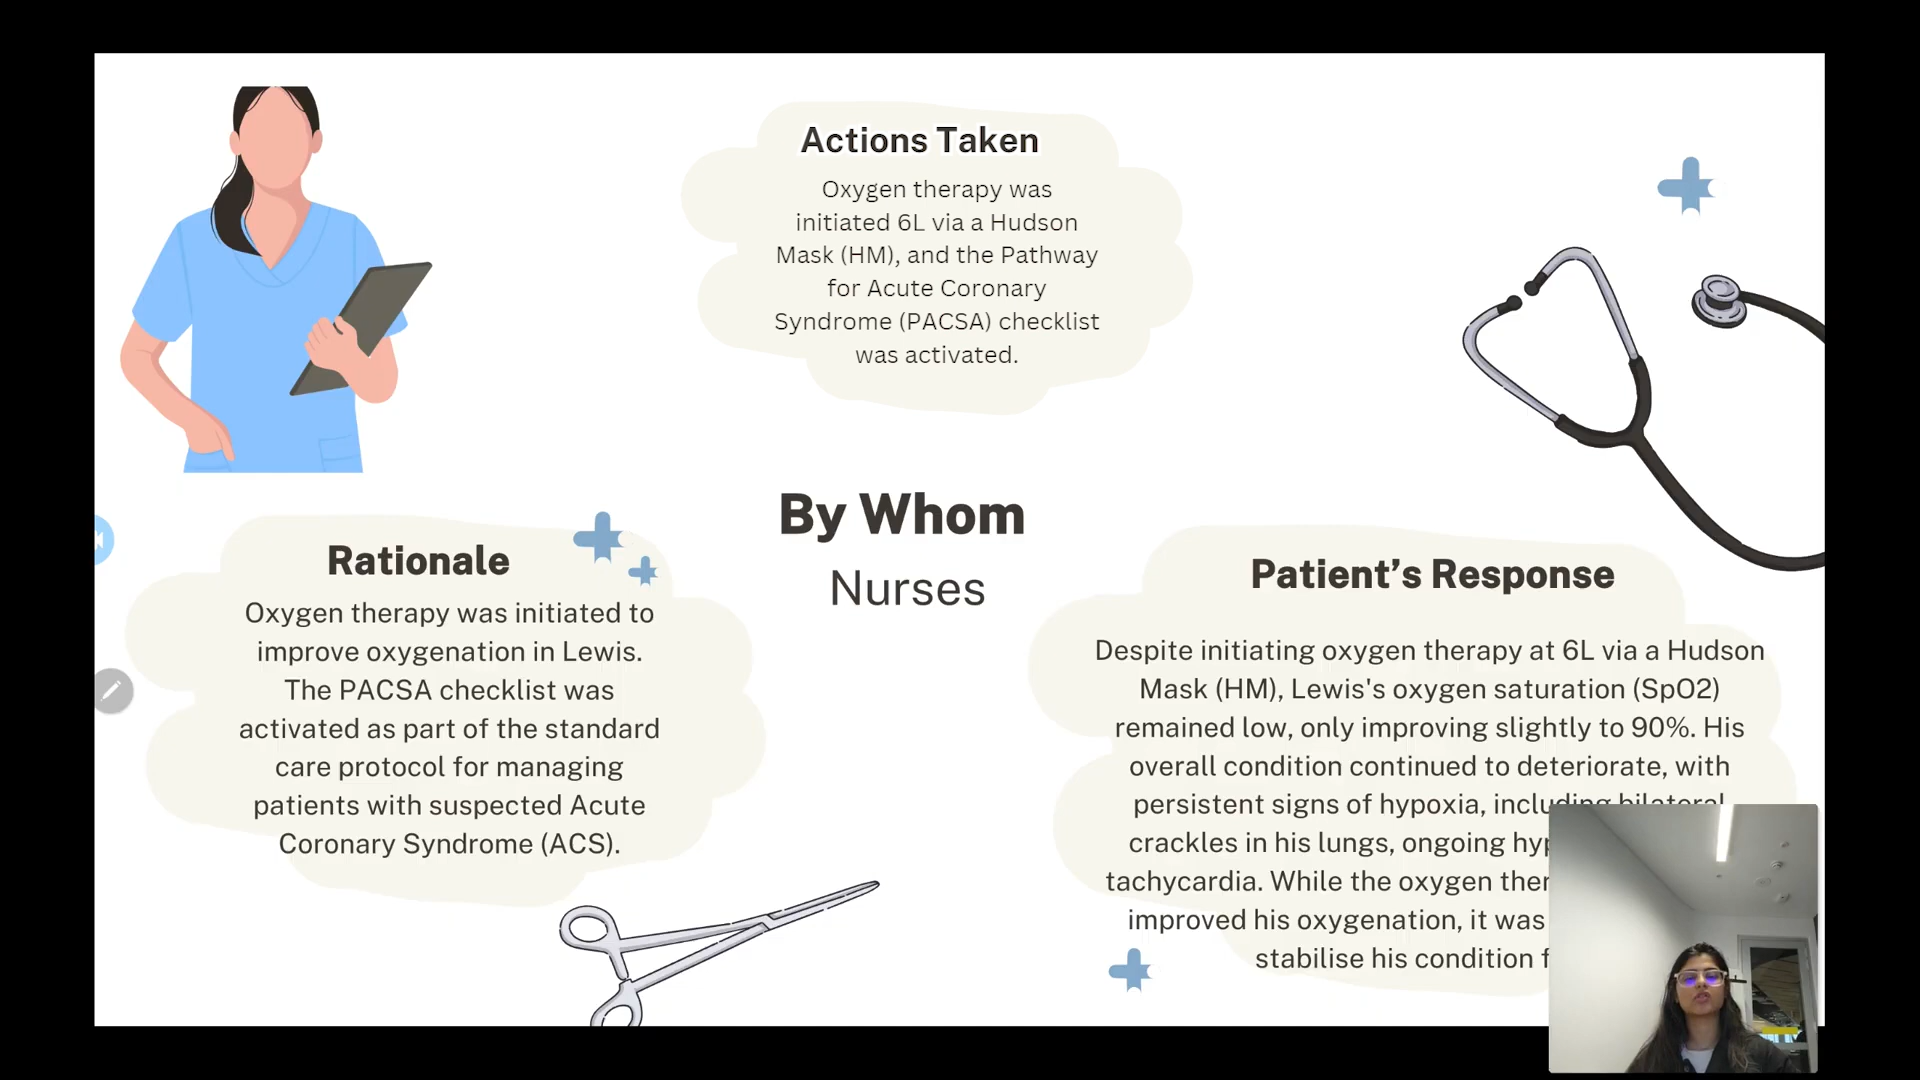 Actions Taken
Oxygen therapy was
initiated 6L via a Hudson
Mask (HM), and the Pathway
for Acute Coronary
Syndrome (PACSA) checklist
was activated.
By Whom
Nurses
Rationale
Oxygen therapy was initiated to
improve oxygenation in Lewis.
The PACSA checklist was
activated as part of the standard
care protocol for managing
patients with suspected Acute
Coronary Syndrome (ACS).
Patient’s Response
Despite initiating oxygen therapy at 6L via a Hudson
Mask (HM), Lewis's oxygen saturation (SpO2)
remained low, only improving slightly to 90%. His
overall condition continued to deteriorate, with
persistent signs of hypoxia, including bilateral
crackles in his lungs, ongoing
tachycardia. While the oxygen
improved his oxygenation, it was
stabilise his condition